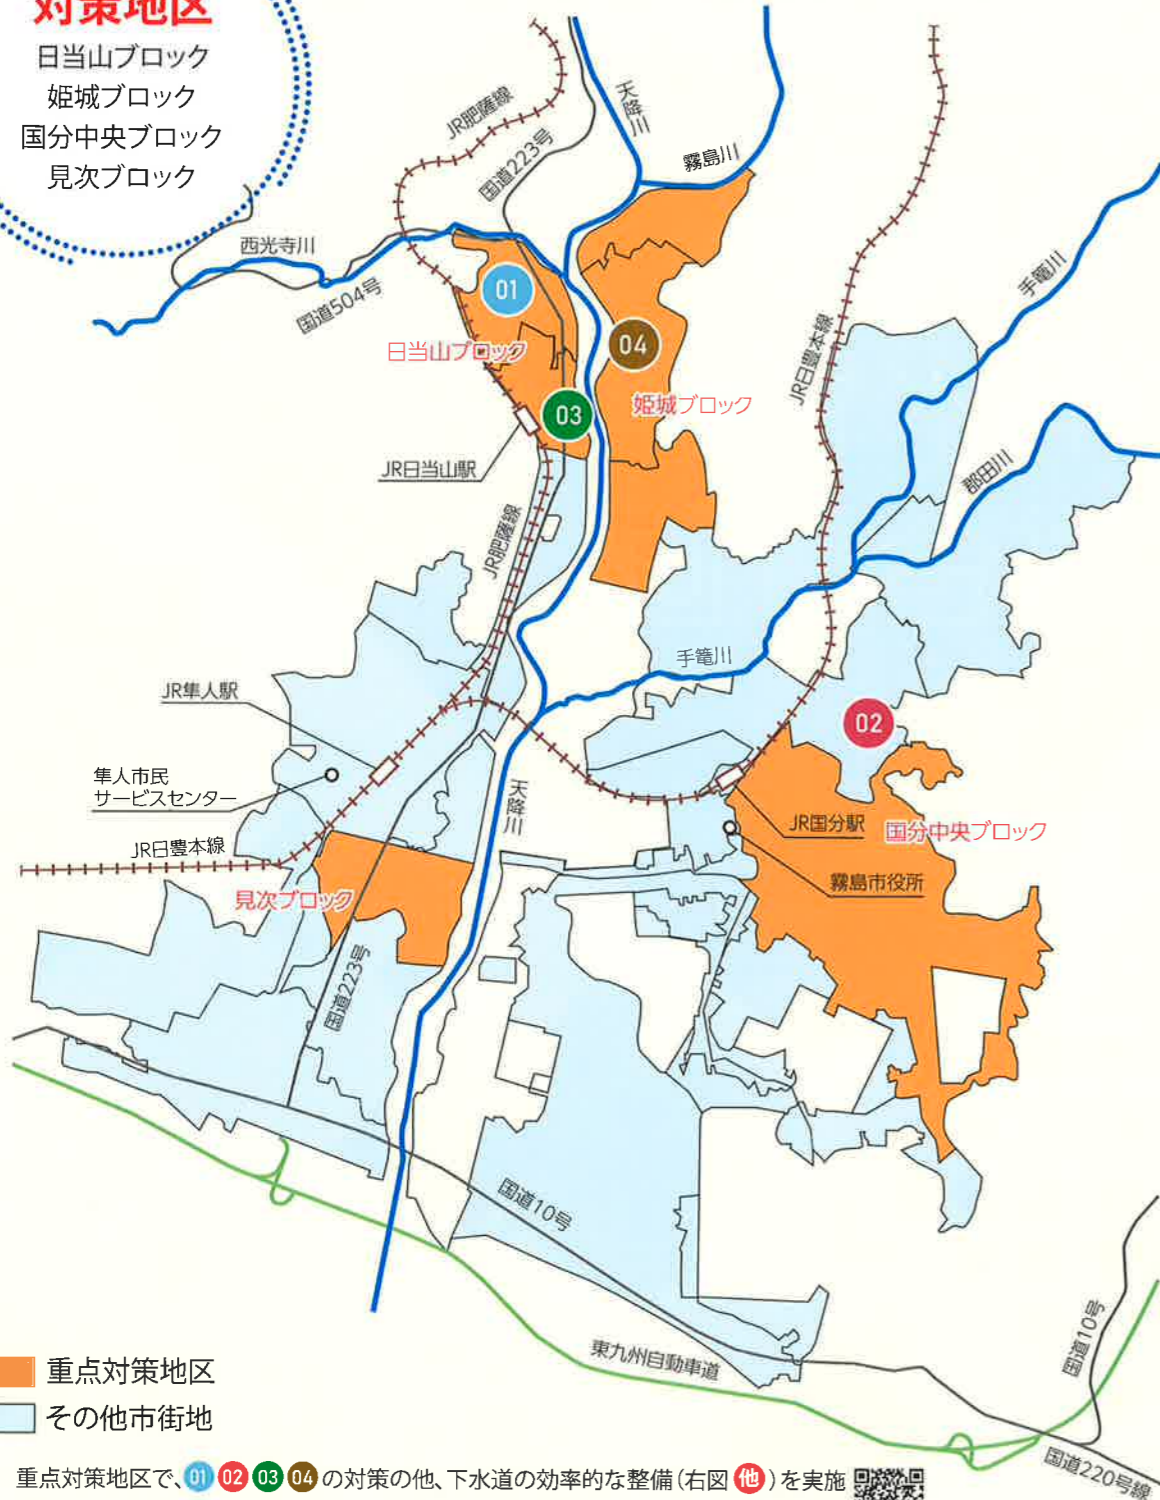 対策地区
日当山ブロック
姫城ブロック
国分中央ブロック
見次ブロック
JR肥薩線
国道223号
天降川
霧島川
西光寺川
国道504号
01
日当山ブロック
04
03
姫城ブロック
JR日豊本線
手篭川
郡田川
JR日当山駅
JR肥薩線
手篭川
JR隼人駅
02
隼人市民
サービスセンター
天降川
JR国分駅
国分中央ブロック
JR日豊本線
霧島市役所
見次ブロック
国道223号
国道10号
東九州自動車道
国道10号
国道220号線
重点対策地区
その他市街地
重点対策地区で、01 02 03 04 の対策の他、下水道の効率的な整備(右図 他 )を実施